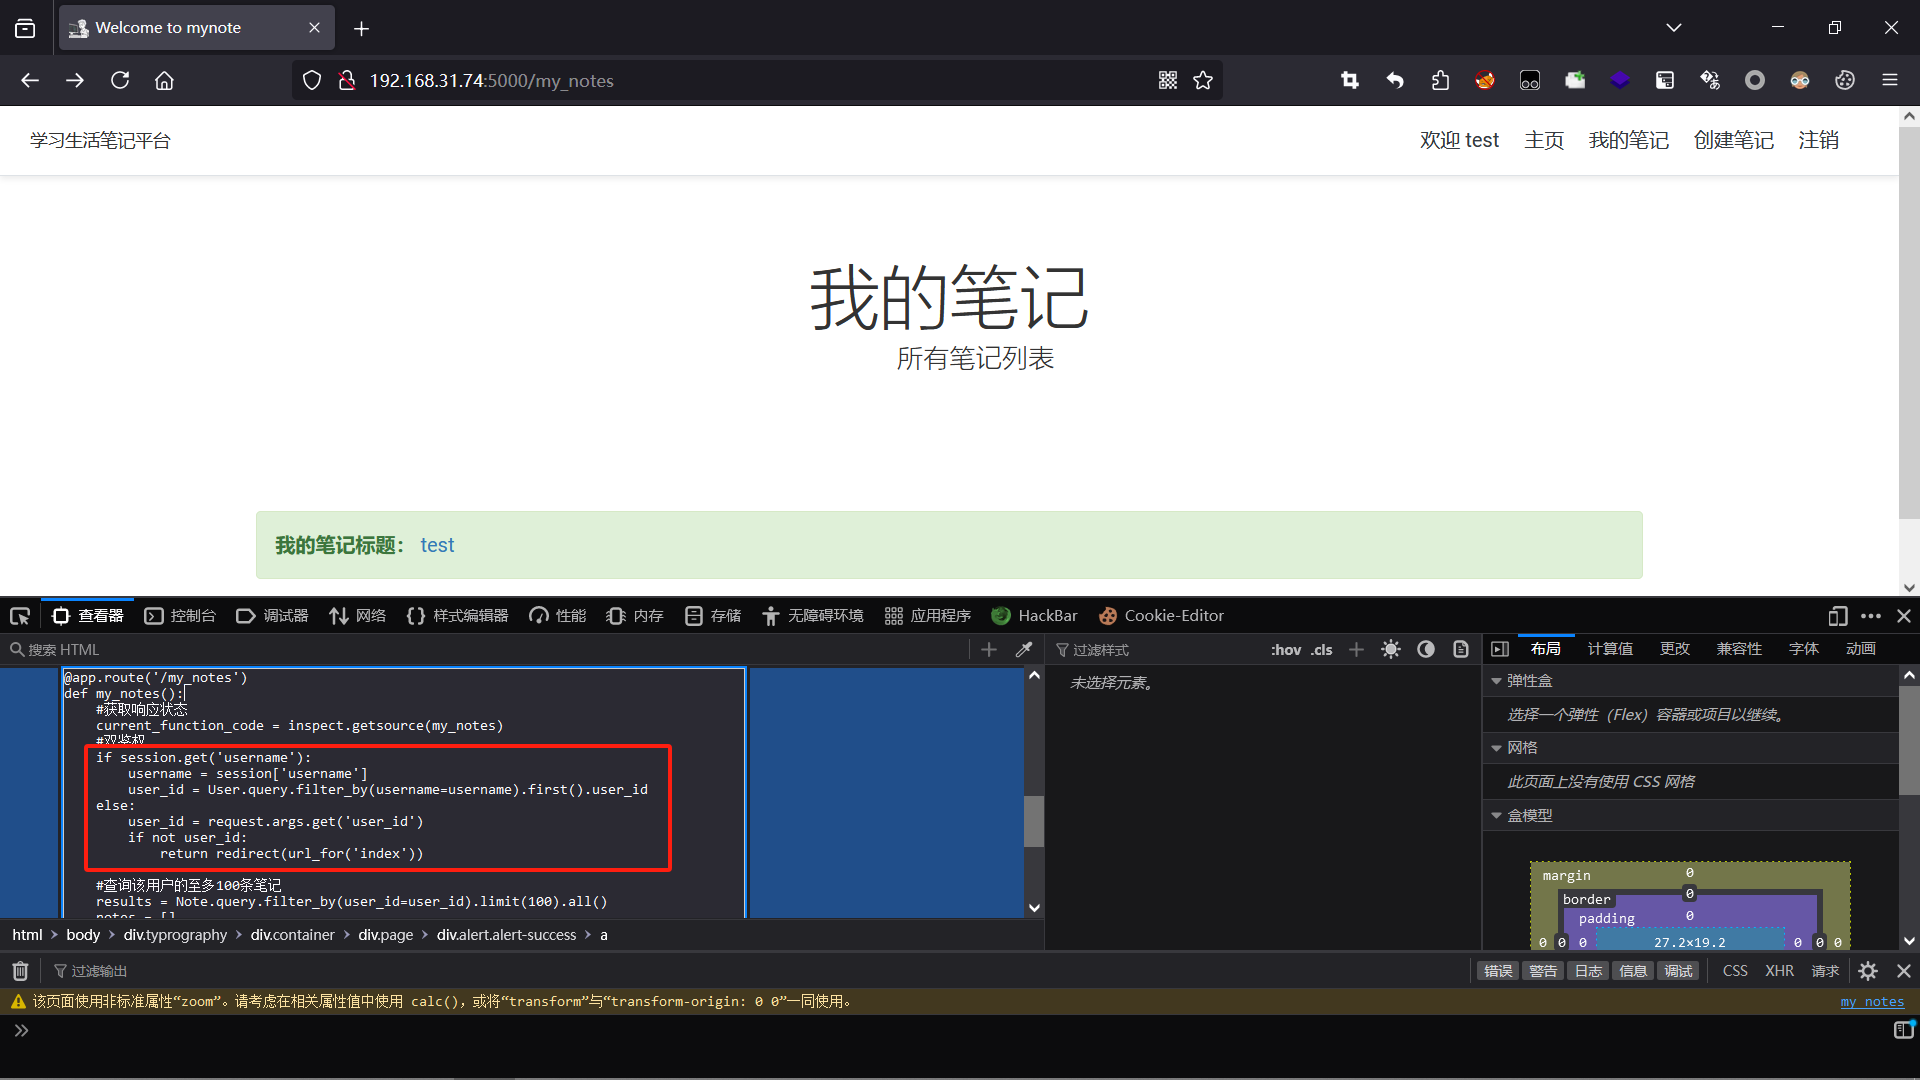 Welcome to mynote
192.168.31.74:5000/my_notes
学习生活笔记平台
欢迎 test 主页 我的笔记 创建笔记 注销
我的笔记
所有笔记列表
我的笔记标题： test
查看器 控制台 调试器 网络 样式编辑器 性能 内存 存储 无障碍环境 应用程序 HackBar Cookie-Editor
搜索 HTML
过滤样式 :hov .cls
布局 计算值 更改 兼容性 字体 动画
@app.route('/my_notes')
def my_notes():
#获取响应状态
current_function_code = inspect.getsource(my_notes)
#双鉴权
if session.get('username'):
username = session['username']
user_id = User.query.filter_by(username=username).first().user_id
else:
user_id = request.args.get('user_id')
if not user_id:
return redirect(url_for('index'))
#查询该用户的至多100条笔记
results = Note.query.filter_by(user_id=user_id).limit(100).all()
notes = []
未选择元素。
弹性盒
选择一个弹性（Flex）容器或项目以继续。
网格
此页面上没有使用 CSS 网格
盒模型
margin 0
border 0
padding 0
0 0 0 27.2×19.2 0 0 0
html > body > div.typrography > div.container > div.page > div.alert.alert-success > a
过滤输出
错误 警告 日志 信息 调试 CSS XHR 请求
该页面使用非标准属性“zoom”。请考虑在相关属性值中使用 calc()，或将“transform”与“transform-origin: 0 0”一同使用。
my_notes